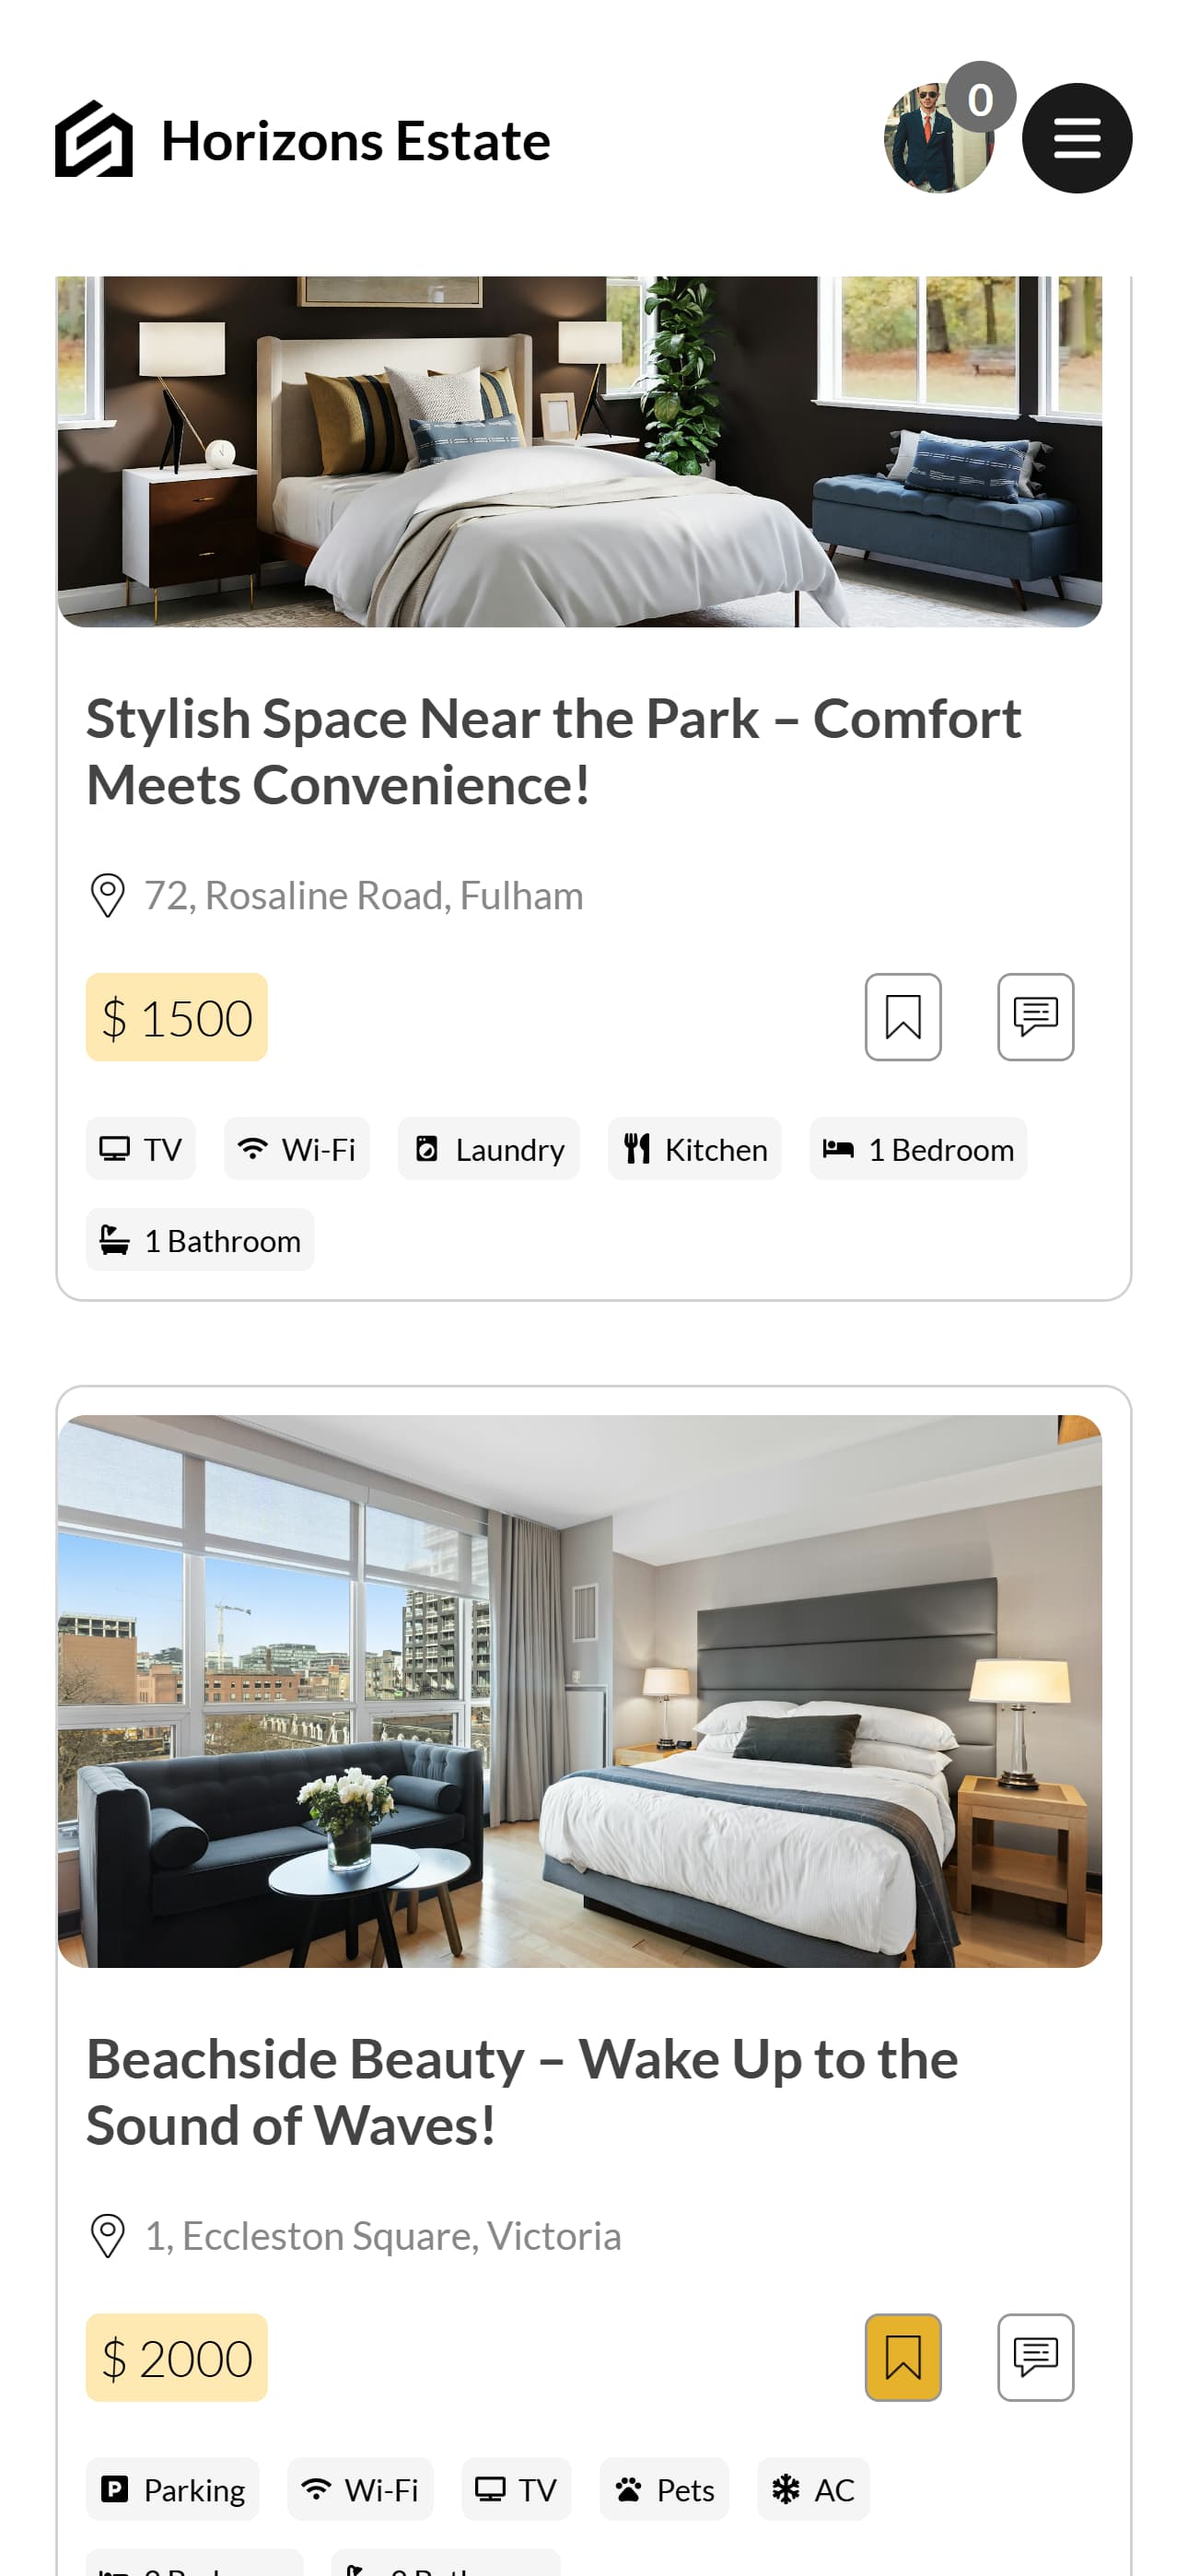 Horizons Estate
0
Stylish Space Near the Park – Comfort
Meets Convenience!
72, Rosaline Road, Fulham
$ 1500
TV Wi-Fi Laundry Kitchen 1 Bedroom
1 Bathroom
Beachside Beauty – Wake Up to the
Sound of Waves!
1, Eccleston Square, Victoria
$ 2000
P Parking Wi-Fi TV Pets AC